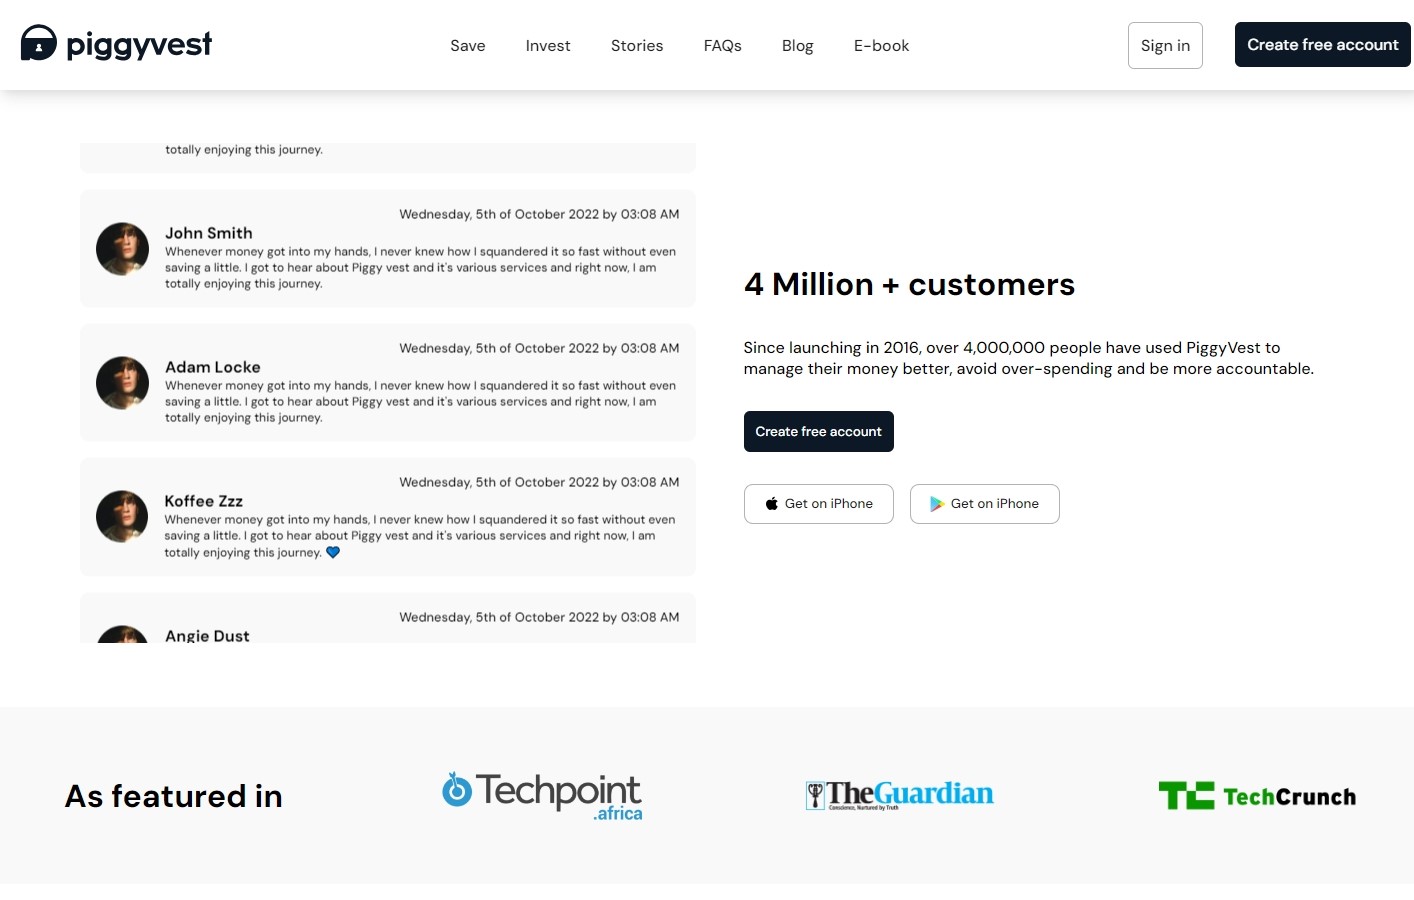 piggyvest
Save
Invest
Stories
FAQs
Blog
E-book
Sign in
Create free account
totally enjoying this journey.
Wednesday, 5th of October 2022 by 03:08 AM
John Smith
Whenever money got into my hands, I never knew how I squandered it so fast without even
saving a little. I got to hear about Piggy vest and it's various services and right now, I am
totally enjoying this journey.
Wednesday, 5th of October 2022 by 03:08 AM
Adam Locke
Whenever money got into my hands, I never knew how I squandered it so fast without even
saving a little. I got to hear about Piggy vest and it's various services and right now, I am
totally enjoying this journey.
Wednesday, 5th of October 2022 by 03:08 AM
Koffee Zzz
Whenever money got into my hands, I never knew how I squandered it so fast without even
saving a little. I got to hear about Piggy vest and it's various services and right now, I am
totally enjoying this journey. 💙
Wednesday, 5th of October 2022 by 03:08 AM
Angie Dust
4 Million + customers
Since launching in 2016, over 4,000,000 people have used PiggyVest to
manage their money better, avoid over-spending and be more accountable.
Create free account
Get on iPhone
Get on iPhone
As featured in
Techpoint
.africa
TheGuardian
Conscience, Nurtured by Truth
TC TechCrunch